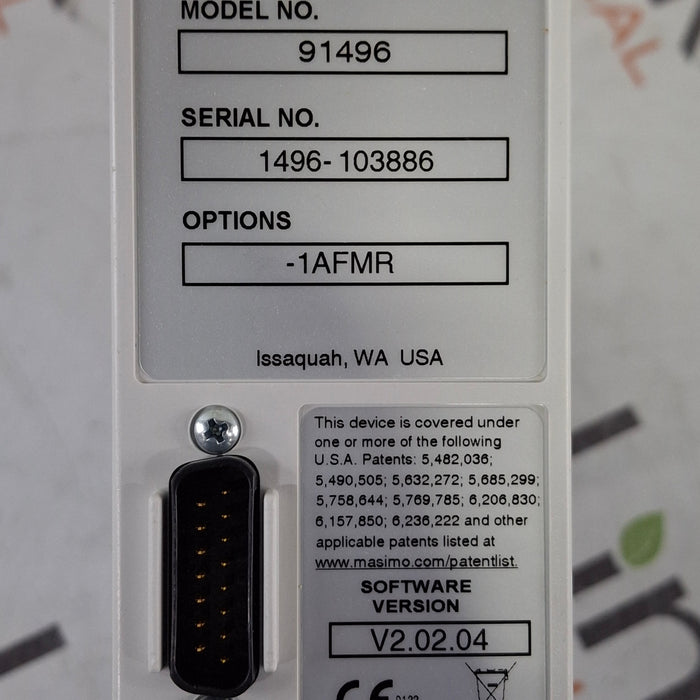 MODEL NO.
91496
SERIAL NO.
1496-103886
OPTIONS
-1AFMR
Issaquah, WA USA
This device is covered under
one or more of the following
U.S.A. Patents: 5,482,036;
5,490,505; 5,632,272; 5,685,299;
5,758,644; 5,769,785; 6,206,830;
6,157,850; 6,236,222 and other
applicable patents listed at
www.masimo.com/patentlist.
SOFTWARE
VERSION
V2.02.04
CE